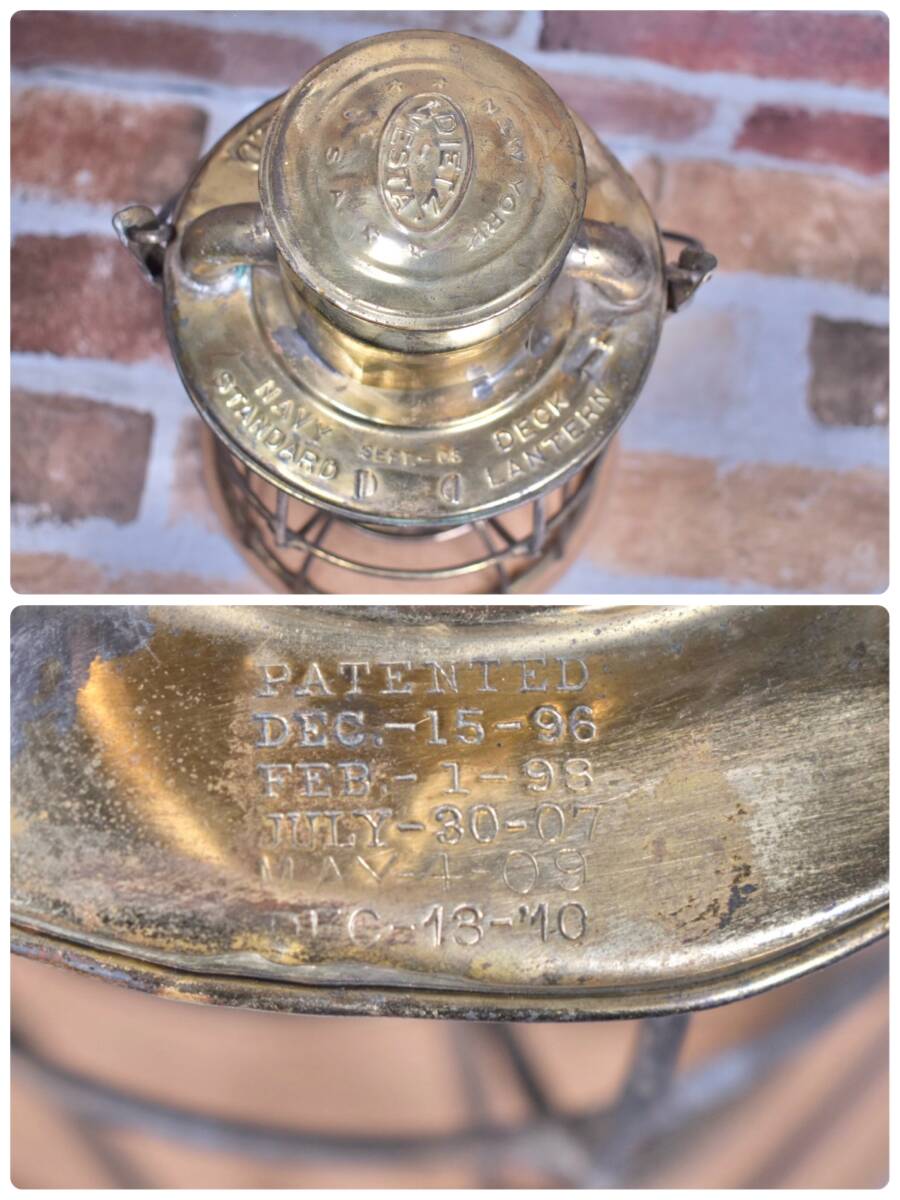 DIETZ
VESTA
NEW YORK
U S A
NAVY
STANDARD
DECK
LANTERN
PATENTED
DEC.-15-96
FEB.-1-98
JULY-30-07
MAY-4-09
DEC-13-'10